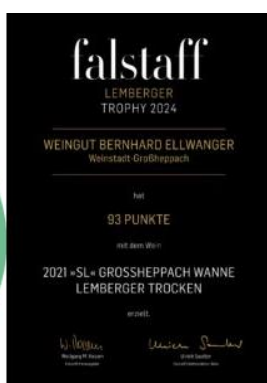 falstaff
LEMBERGER
TROPHY 2024
WEINGUT BERNHARD ELLWANGER
Weinstadt-Großheppach
hat
93 PUNKTE
mit dem Wein
2021 »SL« GROSSHEPPACH WANNE
LEMBERGER TROCKEN
erzielt.